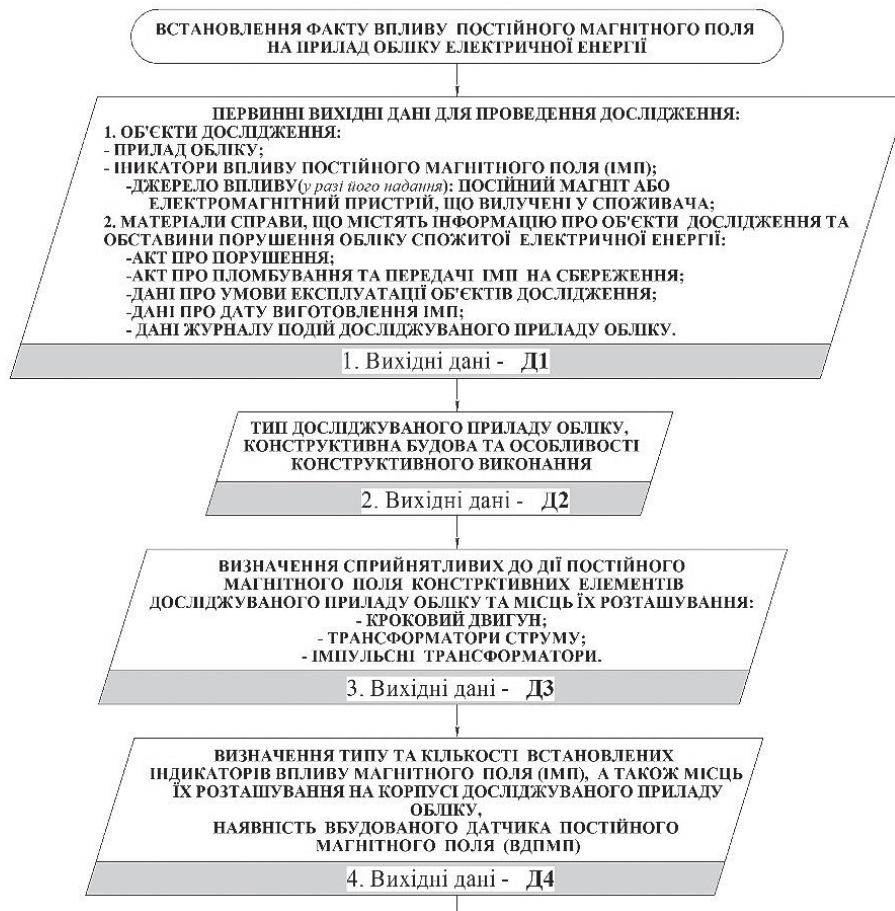 ВСТАНОВЛЕННЯ ФАКТУ ВПЛИВУ ПОСТІЙНОГО МАГНІТНОГО ПОЛЯ
НА ПРИЛАД ОБЛІКУ ЕЛЕКТРИЧНОЇ ЕНЕРГІЇ
ПЕРВИННІ ВИХІДНІ ДАНІ ДЛЯ ПРОВЕДЕННЯ ДОСЛІДЖЕННЯ:
1. ОБ'ЄКТИ ДОСЛІДЖЕННЯ:
- ПРИЛАД ОБЛІКУ;
- ІНИКАТОРИ ВПЛИВУ ПОСТІЙНОГО МАГНІТНОГО ПОЛЯ (ІМП);
-ДЖЕРЕЛО ВПЛИВУ(у разі його надання): ПОСТІЙНИЙ МАГНІТ АБО
ЕЛЕКТРОМАГНІТНИЙ ПРИСТРІЙ, ЩО ВИЛУЧЕНІ У СПОЖИВАЧА;
2. МАТЕРІАЛИ СПРАВИ, ЩО МІСТЯТЬ ІНФОРМАЦІЮ ПРО ОБ'ЄКТИ ДОСЛІДЖЕННЯ ТА
ОБСТАВИНИ ПОРУШЕННЯ ОБЛІКУ СПОЖИТОЇ ЕЛЕКТРИЧНОЇ ЕНЕРГІЇ:
-АКТ ПРО ПОРУШЕННЯ;
-АКТ ПРО ПЛОМБУВАННЯ ТА ПЕРЕДАЧІ ІМП НА СБЕРЕЖЕННЯ;
-ДАНІ ПРО УМОВИ ЕКСПЛУАТАЦІЇ ОБ'ЄКТІВ ДОСЛІДЖЕННЯ;
-ДАНІ ПРО ДАТУ ВИГОТОВЛЕННЯ ІМП;
- ДАНІ ЖУРНАЛУ ПОДІЙ ДОСЛІДЖУВАНОГО ПРИЛАДУ ОБЛІКУ.
1. Вихідні дані - Д1
ТИП ДОСЛІДЖУВАНОГО ПРИЛАДУ ОБЛІКУ,
КОНСТРУКТИВНА БУДОВА ТА ОСОБЛИВОСТІ
КОНСТРУКТИВНОГО ВИКОНАННЯ
2. Вихідні дані - Д2
ВИЗНАЧЕННЯ СПРИЙНЯТЛИВИХ ДО ДІЇ ПОСТІЙНОГО
МАГНІТНОГО ПОЛЯ КОНСТРКТИВНИХ ЕЛЕМЕНТІВ
ДОСЛІДЖУВАНОГО ПРИЛАДУ ОБЛІКУ ТА МІСЦЬ ЇХ РОЗТАШУВАННЯ:
- КРОКОВИЙ ДВИГУН;
- ТРАНСФОРМАТОРИ СТРУМУ;
- ІМПУЛЬСНІ ТРАНСФОРМАТОРИ.
3. Вихідні дані - Д3
ВИЗНАЧЕННЯ ТИПУ ТА КІЛЬКОСТІ ВСТАНОВЛЕНИХ
ІНДИКАТОРІВ ВПЛИВУ МАГНІТНОГО ПОЛЯ (ІМП), А ТАКОЖ МІСЦЬ
ЇХ РОЗТАШУВАННЯ НА КОРПУСІ ДОСЛІДЖУВАНОГО ПРИЛАДУ
ОБЛІКУ,
НАЯВНІСТЬ ВБУДОВАНОГО ДАТЧИКА ПОСТІЙНОГО
МАГНІТНОГО ПОЛЯ (ВДПМП)
4. Вихідні дані - Д4